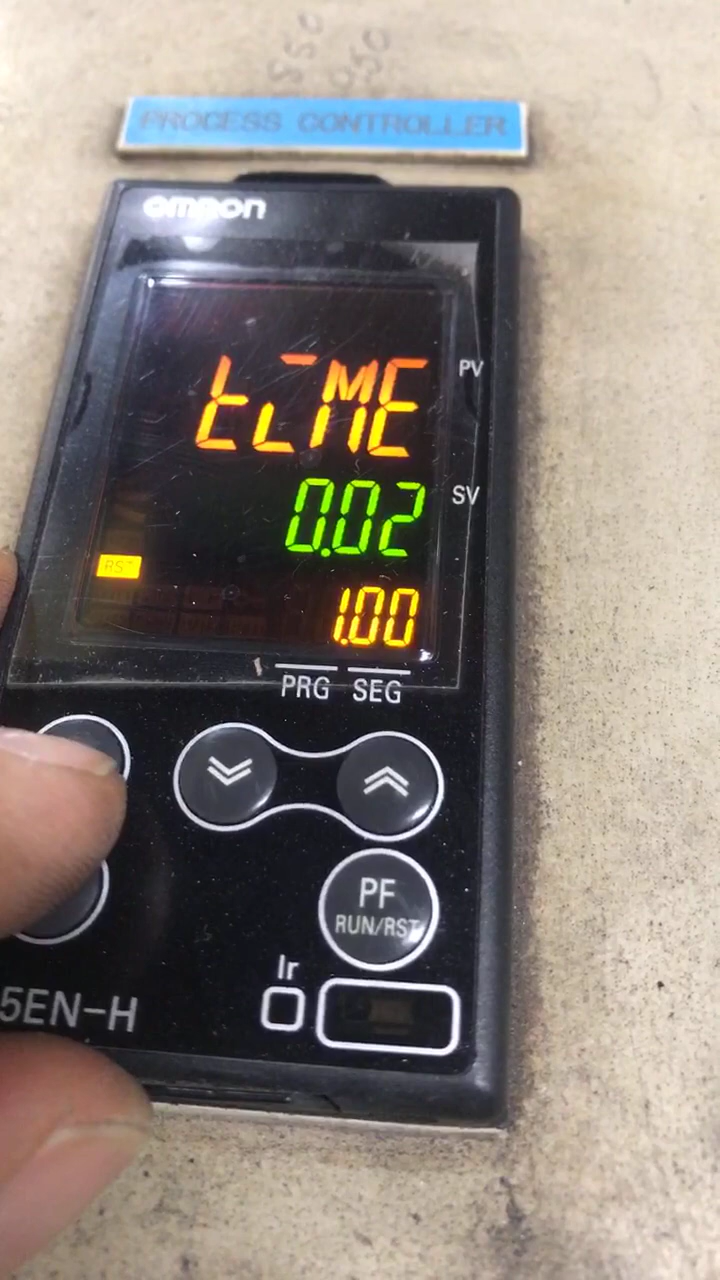 PROCESS CONTROLLER
OMRON
TiME
PV
0.02
SV
RST
1.00
PRG SEG
PF
RUN/RST
Ir
5EN-H